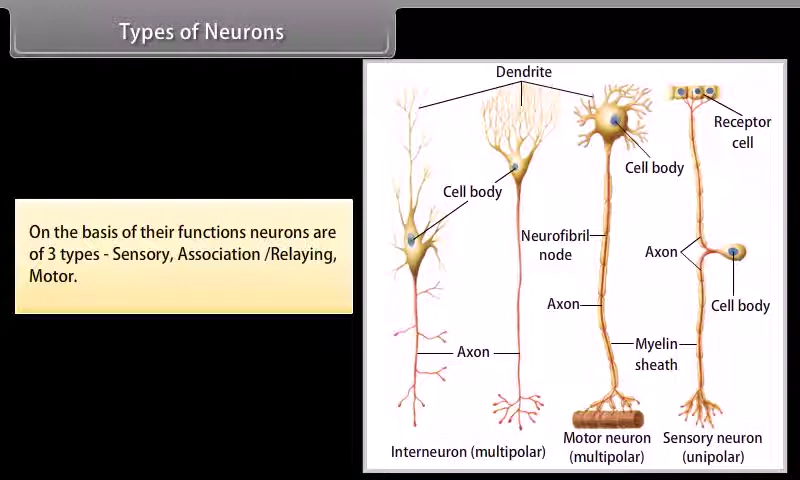 Types of Neurons
On the basis of their functions neurons are
of 3 types - Sensory, Association /Relaying,
Motor.
Dendrite
Receptor
cell
Cell body
Cell body
Neurofibril
node
Axon
Axon
Cell body
Axon
Myelin
sheath
Interneuron (multipolar)
Motor neuron
(multipolar)
Sensory neuron
(unipolar)